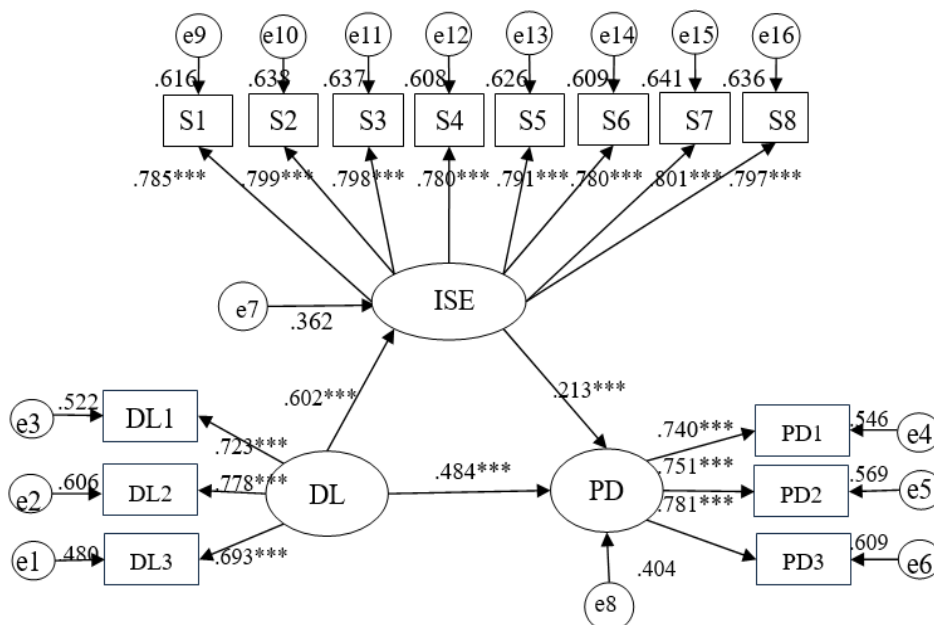 e9 e10 e11 e12 e13 e14 e15 e16
.616 .638 .637 .608 .626 .609 .641 .636
S1 S2 S3 S4 S5 S6 S7 S8
.785*** .799*** .798*** .780*** .791*** .780*** .801*** .797***
e7 ISE
.362
.602*** .213***
e3 .522 DL1 .723*** .740*** PD1 .546 e4
e2 .606 DL2 .778*** DL .484*** PD .751*** PD2 .569 e5
e1 .480 DL3 .693*** .781*** PD3 .609 e6
e8 .404